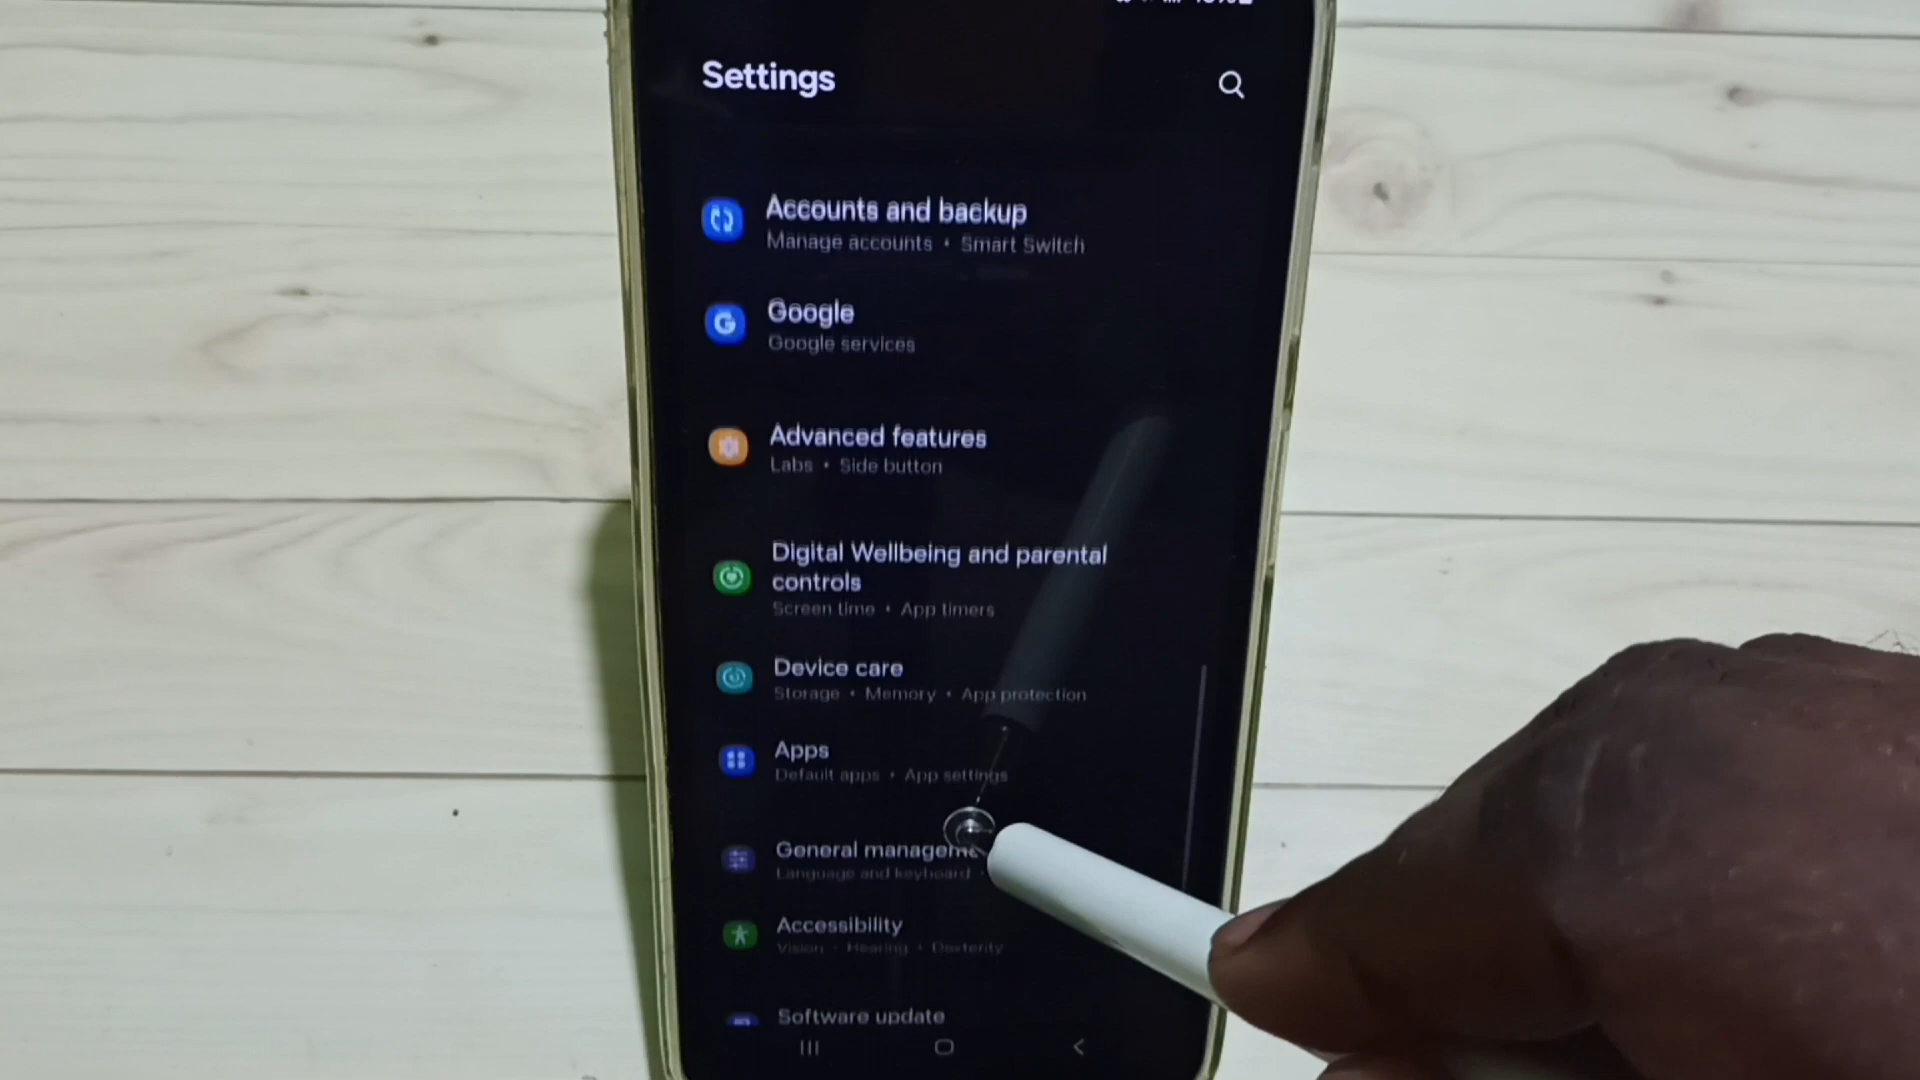 Settings
Accounts and backup
Manage accounts • Smart Switch
G
Google
Google services
Advanced features
Labs • Side button
Digital Wellbeing and parental
controls
Screen time • App timers
Device care
Storage • Memory • App protection
Apps
Default apps • App settings
General manageme
Language and keyboard •
Accessibility
Vision • Hearing • Dexterity
Software update